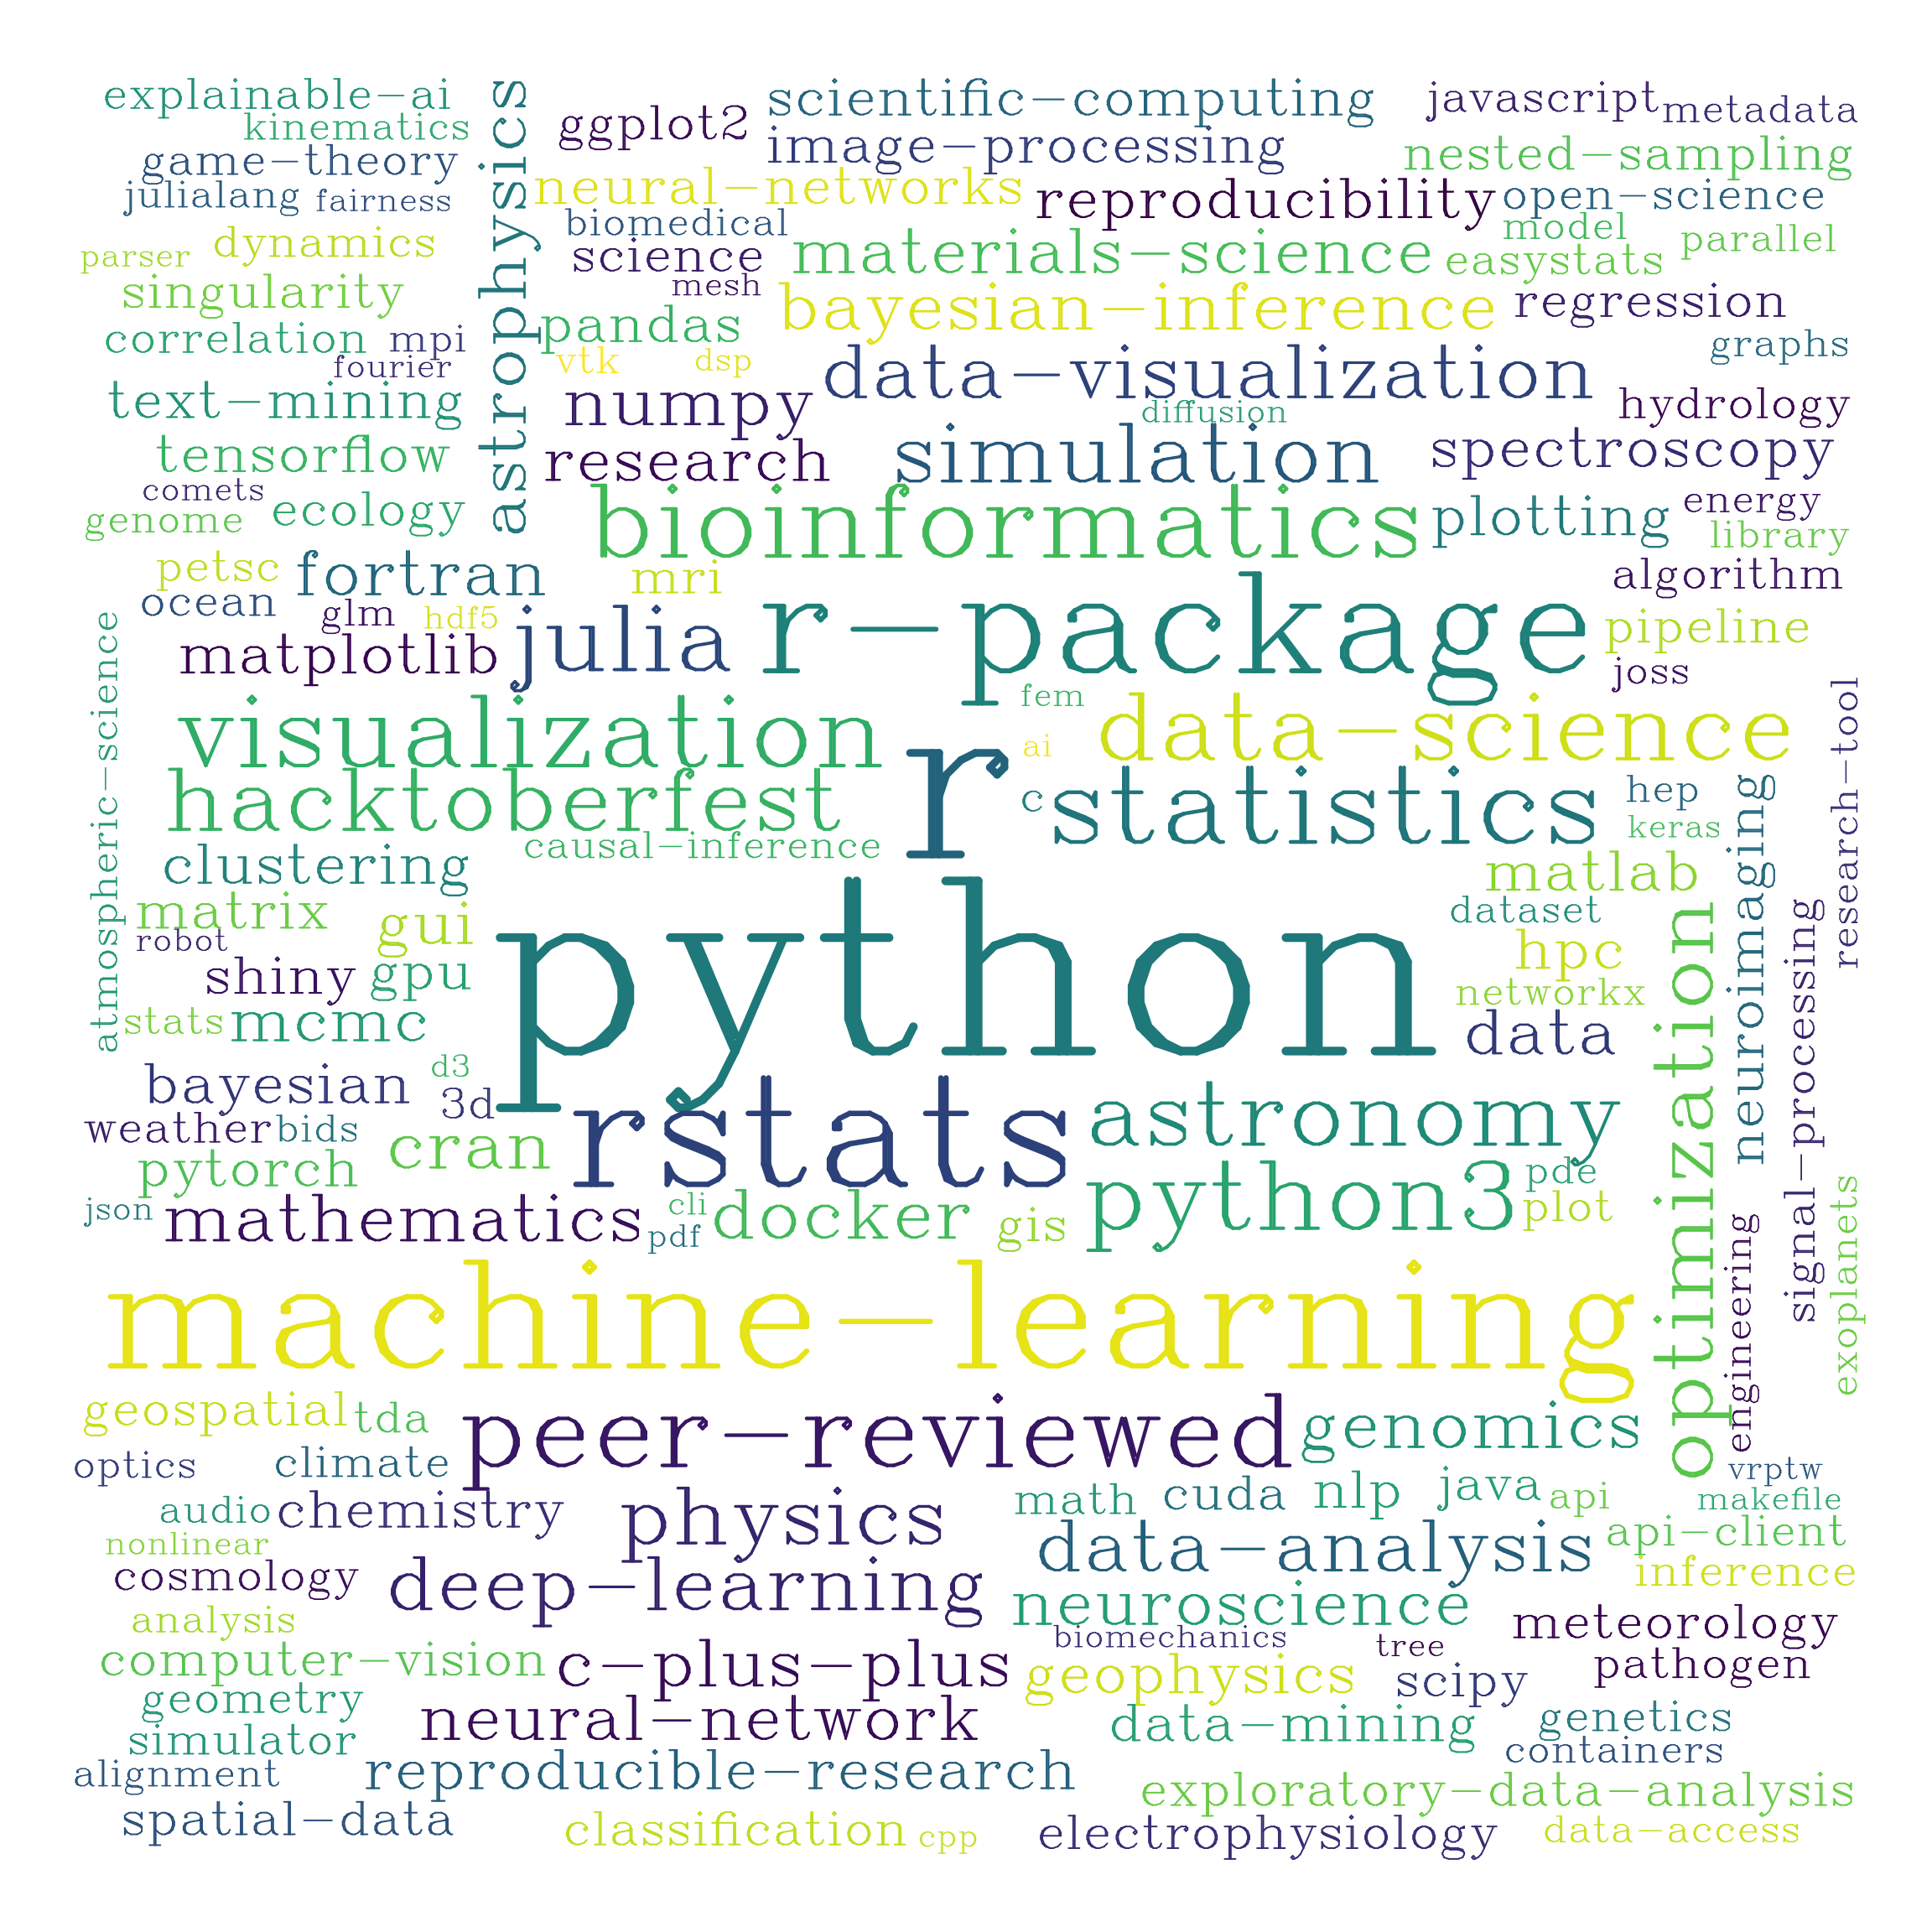 explainable-ai
kinematics
game-theory
julialang fairness
parser dynamics
singularity
correlation mpi
fourier
text-mining
tensorflow
comets
genome ecology
astrophysics
ggplot2
scientific-computing
image-processing
neural-networks
reproducibility
biomedical
science
mesh
materials-science
bayesian-inference
pandas
vtk dsp
data-visualization
numpy
diffusion
research
simulation
javascript metadata
nested-sampling
open-science
model parallel
easystats
regression
graphs
hydrology
spectroscopy
energy
plotting
library
algorithm
bioinformatics
petsc fortran mri
ocean
glm hdf5
matplotlib julia r-package
pipeline
joss
atmospheric-science
visualization
fem
data-science
r
ai
hacktoberfest
c statistics
hep
keras
causal-inference
clustering
matrix gui
robot
shiny gpu
stats mcmc
python
matlab
dataset
hpc
networkx
data
optimization
neuroimaging
signal-processing
research-tool
bayesian d3
3d
weather bids
cran
pytorch
rstats
astronomy
python3 pde
plot
json mathematics
cli
pdf
docker
gis
engineering
exoplanets
machine-learning
geospatial tda
peer-reviewed
genomics
optics climate
vrptw
math cuda nlp java api
makefile
audio chemistry
physics
nonlinear
data-analysis
api-client
cosmology
deep-learning
inference
analysis
neuroscience
meteorology
biomechanics tree
computer-vision c-plus-plus
geophysics scipy pathogen
geometry
neural-network
data-mining genetics
simulator
containers
alignment reproducible-research
exploratory-data-analysis
spatial-data
classification cpp
electrophysiology data-access